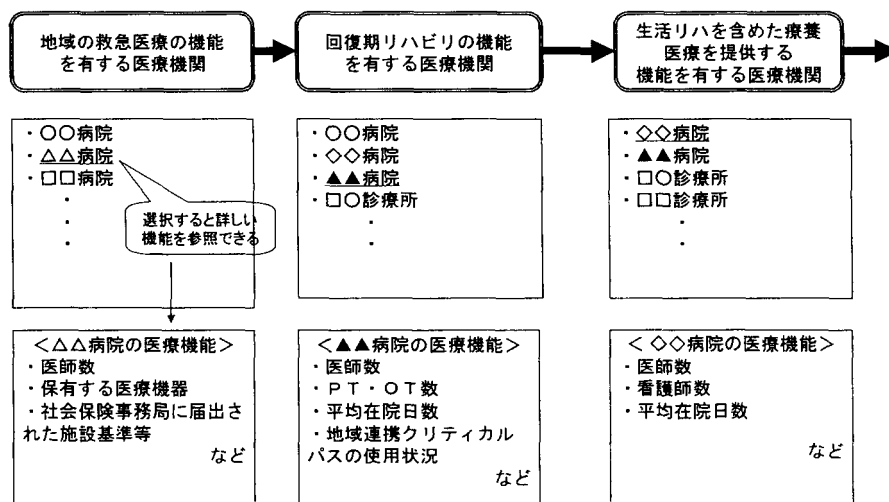 地域の救急医療の機能
を有する医療機関
回復期リハビリの機能
を有する医療機関
生活リハを含めた療養
医療を提供する
機能を有する医療機関
・○○病院
・△△病院
・□□病院
・
・
・
選択すると詳しい
機能を参照できる
・○○病院
・◇◇病院
・▲▲病院
・□○診療所
・
・
・◇◇病院
・▲▲病院
・□○診療所
・□□診療所
・
・
＜△△病院の医療機能＞
・医師数
・保有する医療機器
・社会保険事務局に届出さ
れた施設基準等
など
＜▲▲病院の医療機能＞
・医師数
・ＰＴ・ＯＴ数
・平均在院日数
・地域連携クリティカル
パスの使用状況
など
＜◇◇病院の医療機能＞
・医師数
・看護師数
・平均在院日数
など